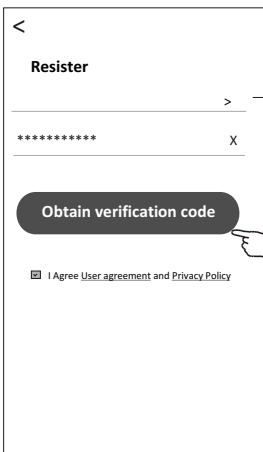 <
Resister
>
*********** X
Obtain verification code
I Agree User agreement and Privacy Policy